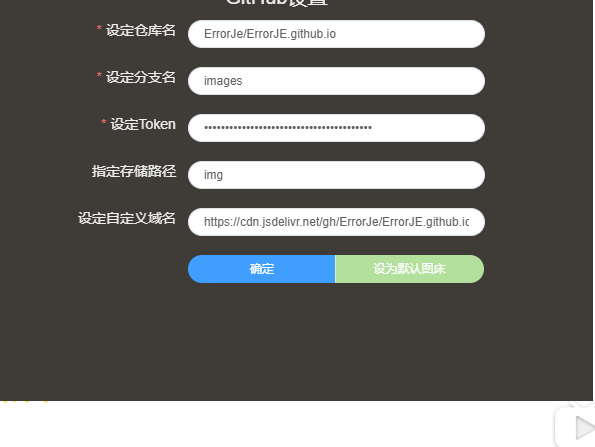 GitHub设置
* 设定仓库名
ErrorJe/ErrorJE.github.io
* 设定分支名
images
* 设定Token
指定存储路径
img
设定自定义域名
https://cdn.jsdelivr.net/gh/ErrorJe/ErrorJE.github.io
确定
设为默认图床